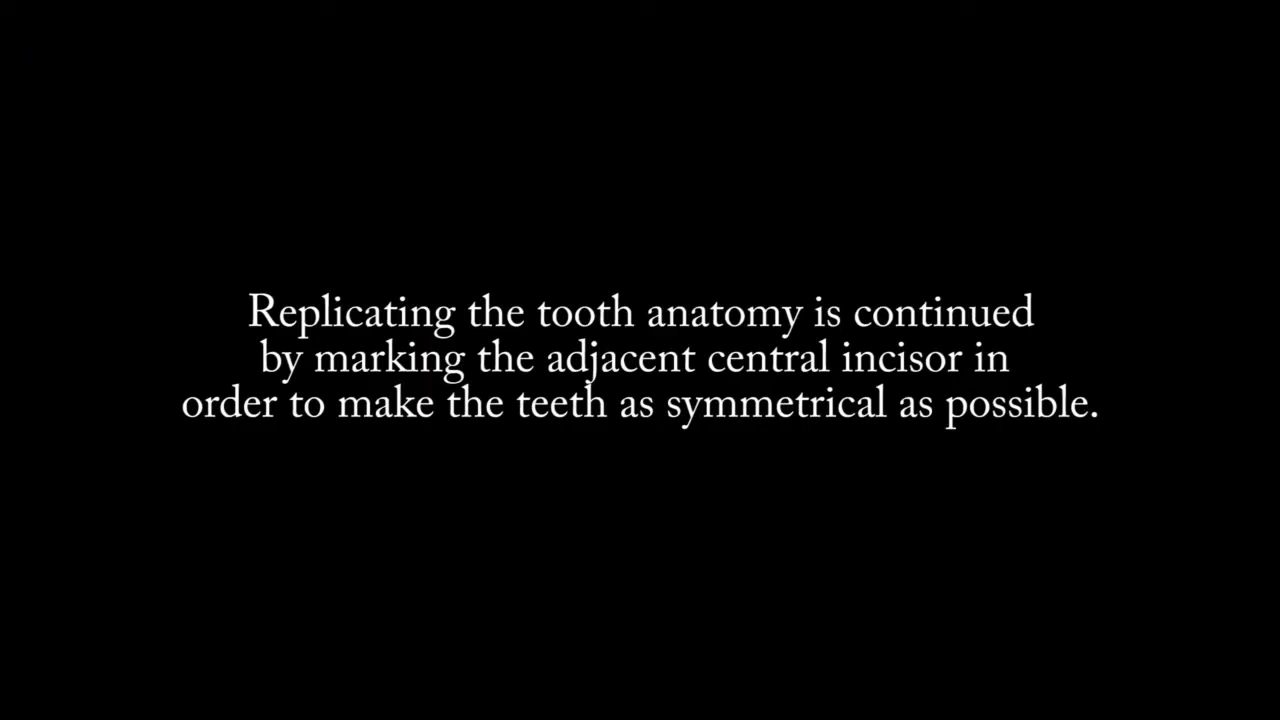 Replicating the tooth anatomy is continued
by marking the adjacent central incisor in
order to make the teeth as symmetrical as possible.